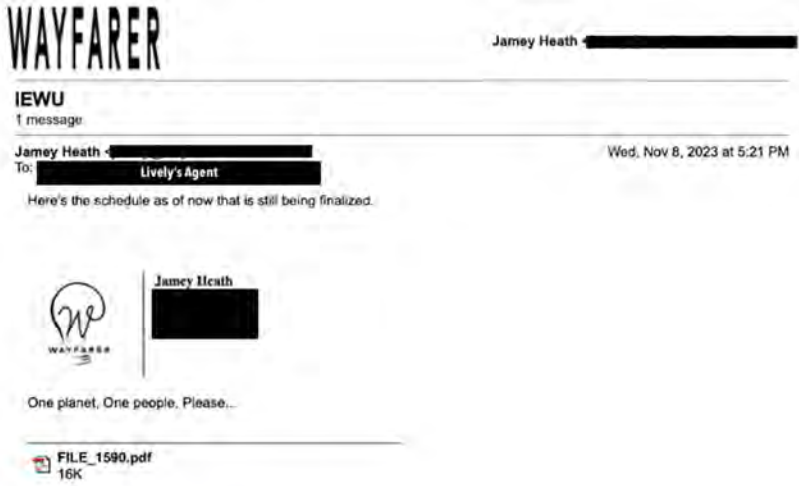 WAYFARER
Jamey Heath <
IEWU
1 message
Jamey Heath <
Wed, Nov 8, 2023 at 5:21 PM
To: Lively's Agent
Here's the schedule as of now that is still being finalized.
Jamey Heath
W
WAYFARER
One planet, One people, Please...
FILE_1590.pdf
16K